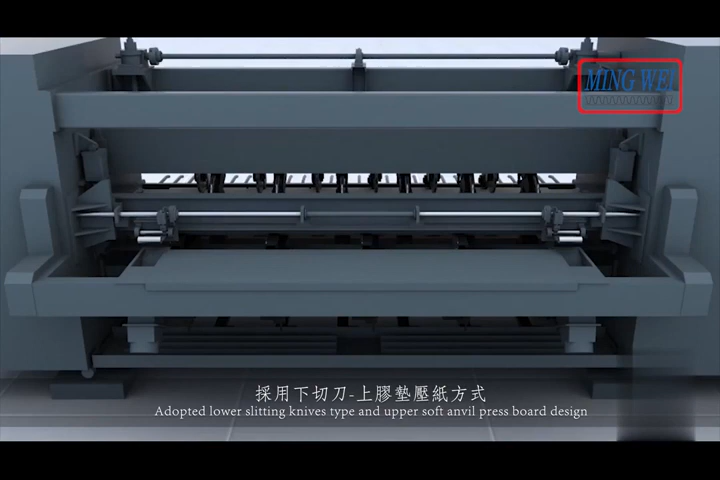 MING WEI
採用下切刀-上膠墊壓紙方式
Adopted lower slitting knives type and upper soft anvil press board design